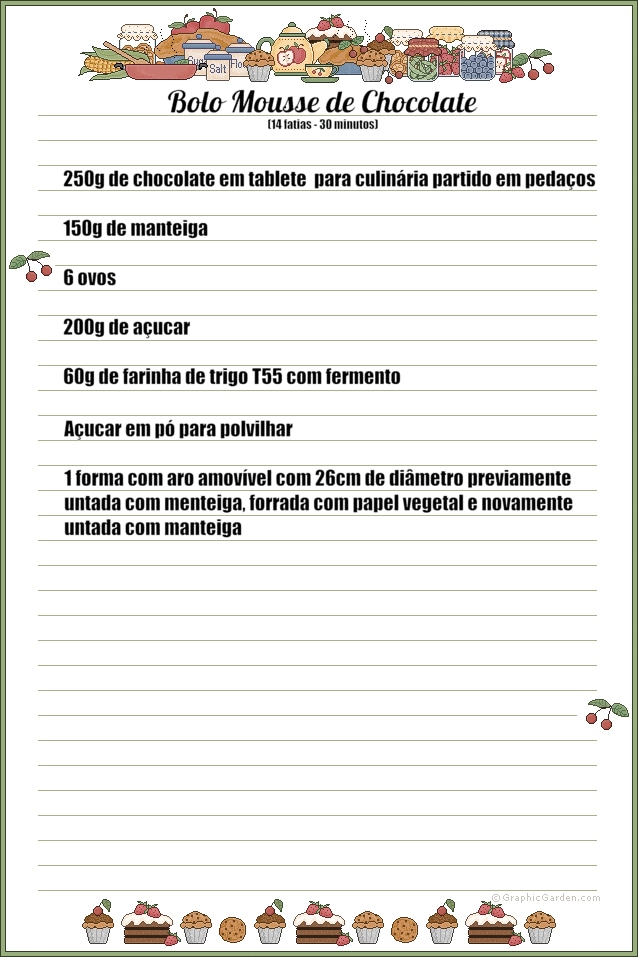 Sugar
Salt
Flour
Bolo Mousse de Chocolate
(14 fatias - 30 minutos)
250g de chocolate em tablete para culinária partido em pedaços
150g de manteiga
6 ovos
200g de açucar
60g de farinha de trigo T55 com fermento
Açucar em pó para polvilhar
1 forma com aro amovível com 26cm de diâmetro previamente
untada com menteiga, forrada com papel vegetal e novamente
untada com manteiga
©GraphicGarden.com